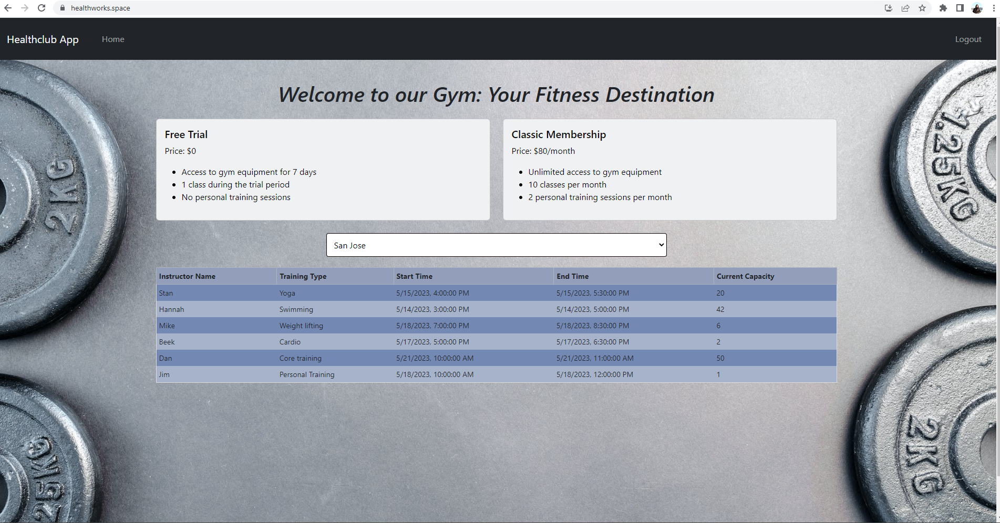 healthworks.space
Healthclub App Home Logout
Welcome to our Gym: Your Fitness Destination
Free Trial
Price: $0
Access to gym equipment for 7 days
1 class during the trial period
No personal training sessions
Classic Membership
Price: $80/month
Unlimited access to gym equipment
10 classes per month
2 personal training sessions per month
San Jose
Instructor Name Training Type Start Time End Time Current Capacity
Stan Yoga 5/15/2023, 4:00:00 PM 5/15/2023, 5:30:00 PM 20
Hannah Swimming 5/14/2023, 3:00:00 PM 5/14/2023, 5:00:00 PM 42
Mike Weight lifting 5/18/2023, 7:00:00 PM 5/18/2023, 8:30:00 PM 6
Beek Cardio 5/17/2023, 5:00:00 PM 5/17/2023, 6:30:00 PM 2
Dan Core training 5/21/2023, 10:00:00 AM 5/21/2023, 11:00:00 AM 50
Jim Personal Training 5/18/2023, 10:00:00 AM 5/18/2023, 12:00:00 PM 1
2KG
1.25KG
2KG